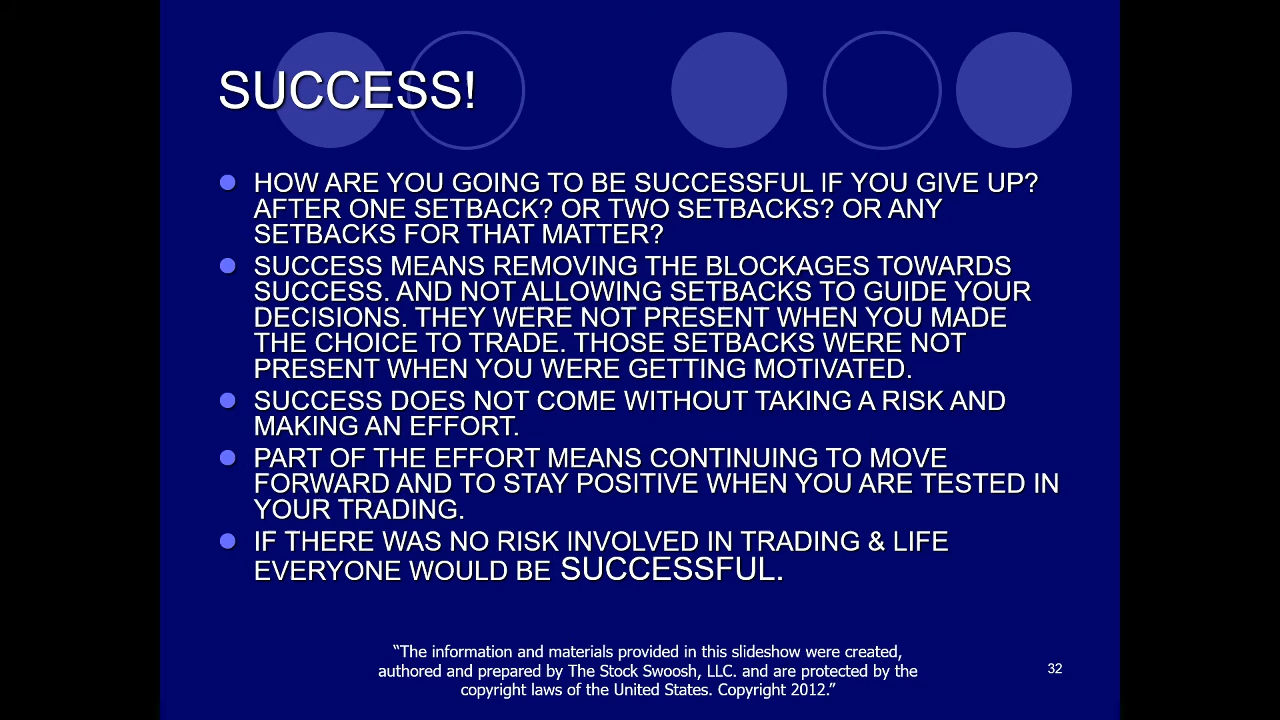 SUCCESS!
HOW ARE YOU GOING TO BE SUCCESSFUL IF YOU GIVE UP?
AFTER ONE SETBACK? OR TWO SETBACKS? OR ANY
SETBACKS FOR THAT MATTER?
SUCCESS MEANS REMOVING THE BLOCKAGES TOWARDS
SUCCESS. AND NOT ALLOWING SETBACKS TO GUIDE YOUR
DECISIONS. THEY WERE NOT PRESENT WHEN YOU MADE
THE CHOICE TO TRADE. THOSE SETBACKS WERE NOT
PRESENT WHEN YOU WERE GETTING MOTIVATED.
SUCCESS DOES NOT COME WITHOUT TAKING A RISK AND
MAKING AN EFFORT.
PART OF THE EFFORT MEANS CONTINUING TO MOVE
FORWARD AND TO STAY POSITIVE WHEN YOU ARE TESTED IN
YOUR TRADING.
IF THERE WAS NO RISK INVOLVED IN TRADING & LIFE
EVERYONE WOULD BE SUCCESSFUL.
“The information and materials provided in this slideshow were created,
authored and prepared by The Stock Swoosh, LLC. and are protected by the
copyright laws of the United States. Copyright 2012.”
32